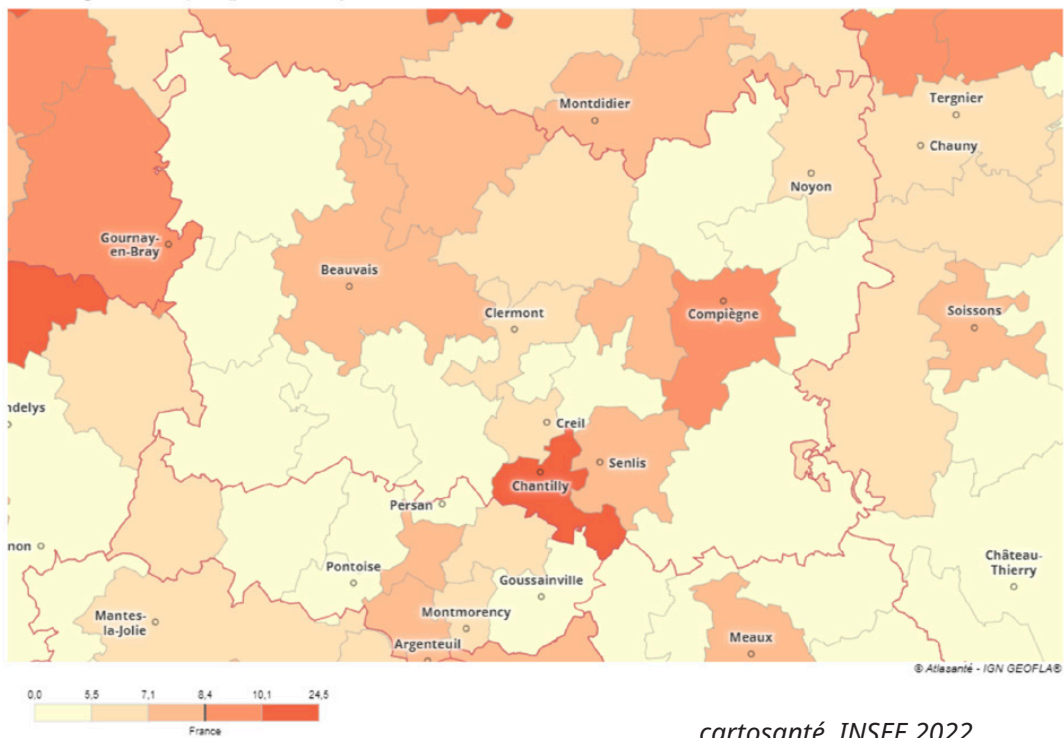 Montdidier
Tergnier
Chauny
Noyon
Gournay-
en-Bray
Beauvais
Compiègne
Soissons
Clermont
ndelys
Creil
Senlis
Chantilly
Persan
non
Pontoise
Goussainville
Château-
Thierry
Mantes-
la-Jolie
Montmorency
Argenteuil
Meaux
© Atlasanté - IGN GEOFLA®
0,0 5,5 7,1 8,4 10,1 24,5
France
cartosanté, INSEE 2022